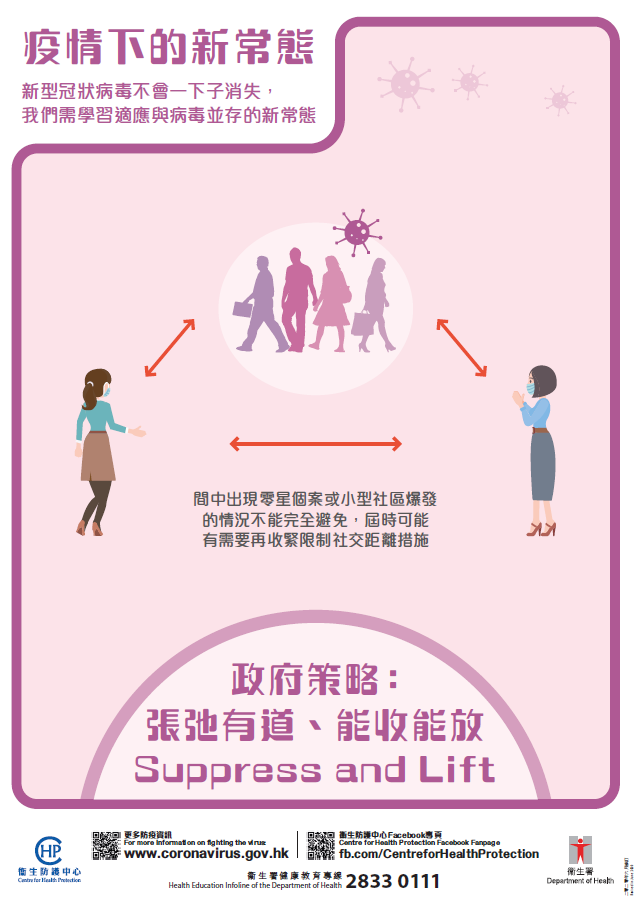 疫情下的新常態
新型冠狀病毒不會一下子消失，
我們需學習適應與病毒並存的新常態
間中出現零星個案或小型社區爆發
的情況不能完全避免，屆時可能
有需要再收緊限制社交距離措施
政府策略：
張弛有道、能收能放
Suppress and Lift
CHP
衞生防護中心
Centre for Health Protection
更多防疫資訊
For more information on fighting the virus
www.coronavirus.gov.hk
衞生防護中心Facebook專頁
Centre for Health Protection Facebook Fanpage
fb.com/CentreforHealthProtection
衞生署健康教育專線
Health Education Infoline of the Department of Health
2833 0111
衞生署
Department of Health